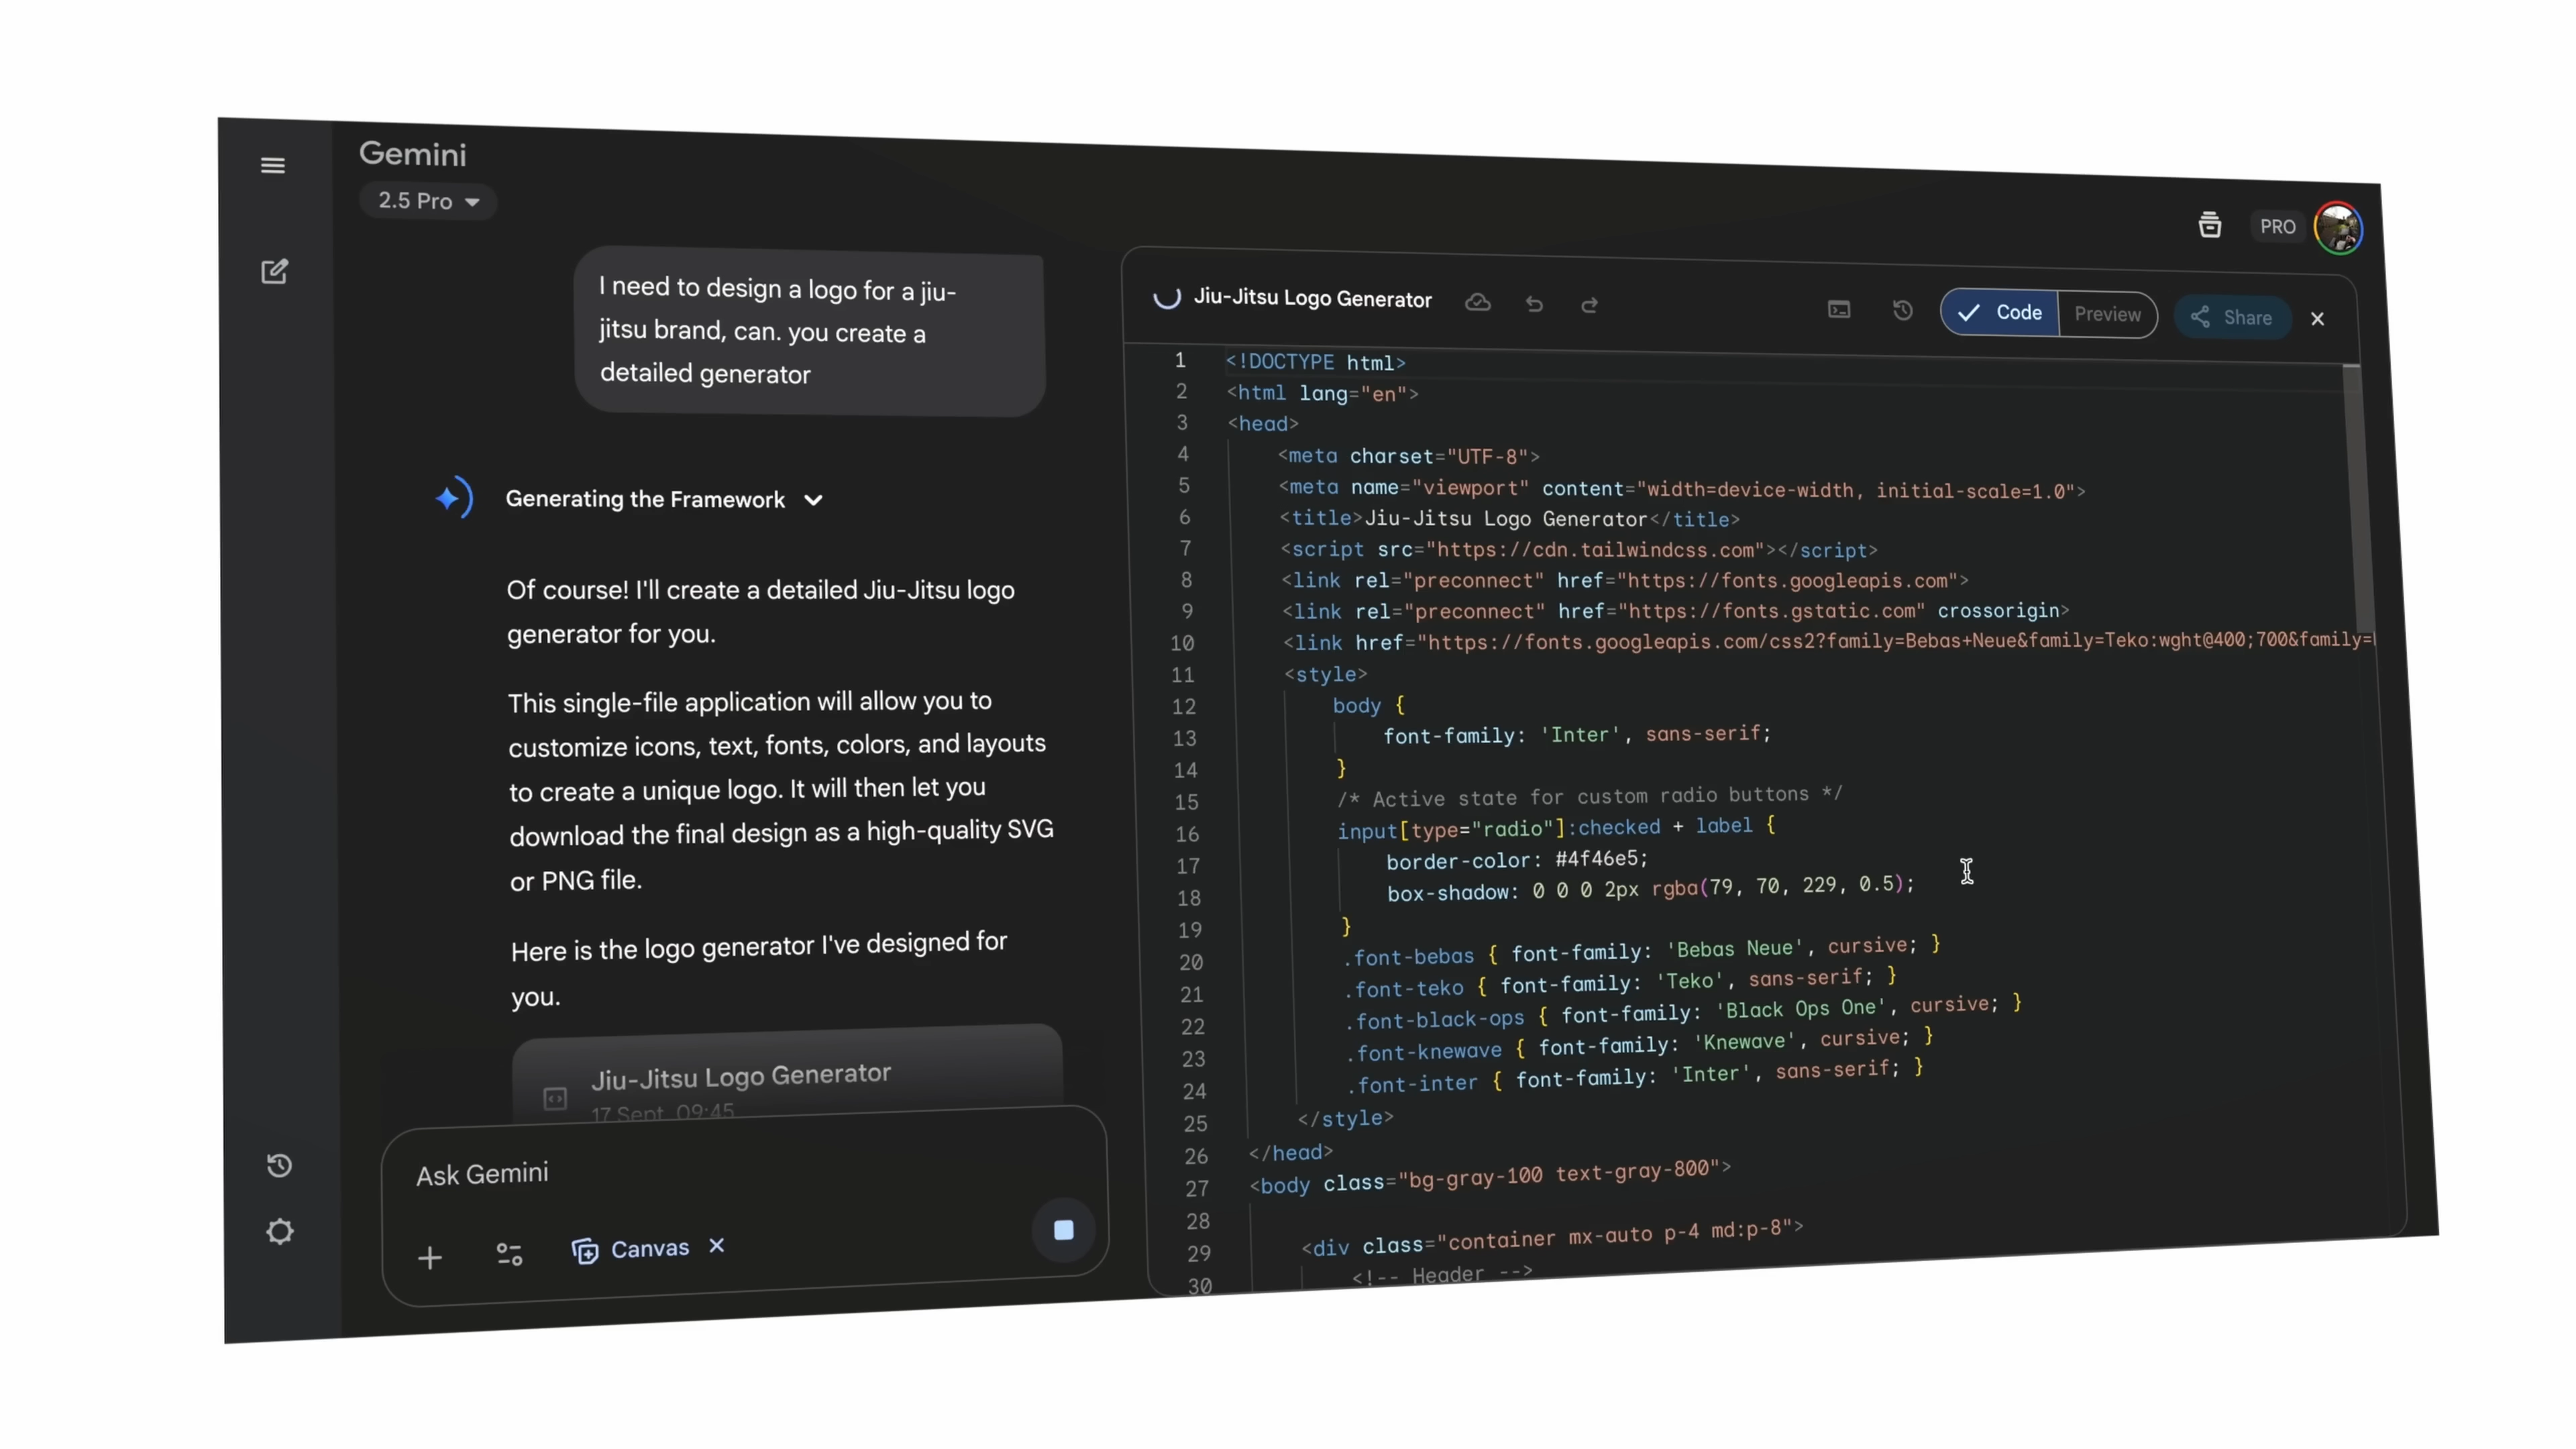 Gemini
2.5 Pro
PRO
I need to design a logo for a jiu-
jitsu brand, can. you create a
detailed generator
Generating the Framework
Of course! I'll create a detailed Jiu-Jitsu logo
generator for you.
This single-file application will allow you to
customize icons, text, fonts, colors, and layouts
to create a unique logo. It will then let you
download the final design as a high-quality SVG
or PNG file.
Here is the logo generator I've designed for
you.
Jiu-Jitsu Logo Generator
17 Sept, 09:45
Ask Gemini
Canvas
Jiu-Jitsu Logo Generator
Code
Preview
Share
1 <!DOCTYPE html>
2 <html lang="en">
3 <head>
4 <meta charset="UTF-8">
5 <meta name="viewport" content="width=device-width, initial-scale=1.0">
6 <title>Jiu-Jitsu Logo Generator</title>
7 <script src="https://cdn.tailwindcss.com"></script>
8 <link rel="preconnect" href="https://fonts.googleapis.com">
9 <link rel="preconnect" href="https://fonts.gstatic.com" crossorigin>
10 <link href="https://fonts.googleapis.com/css2?family=Bebas+Neue&family=Teko:wght@400;700&family=
11 <style>
12 body {
13 font-family: 'Inter', sans-serif;
14 }
15 /* Active state for custom radio buttons */
16 input[type="radio"]:checked + label {
17 border-color: #4f46e5;
18 box-shadow: 0 0 0 2px rgba(79, 70, 229, 0.5);
19 }
20 .font-bebas { font-family: 'Bebas Neue', cursive; }
21 .font-teko { font-family: 'Teko', sans-serif; }
22 .font-black-ops { font-family: 'Black Ops One', cursive; }
23 .font-knewave { font-family: 'Knewave', cursive; }
24 .font-inter { font-family: 'Inter', sans-serif; }
25 </style>
26 </head>
27 <body class="bg-gray-100 text-gray-800">
28
29 <div class="container mx-auto p-4 md:p-8">
30 <!-- Header -->